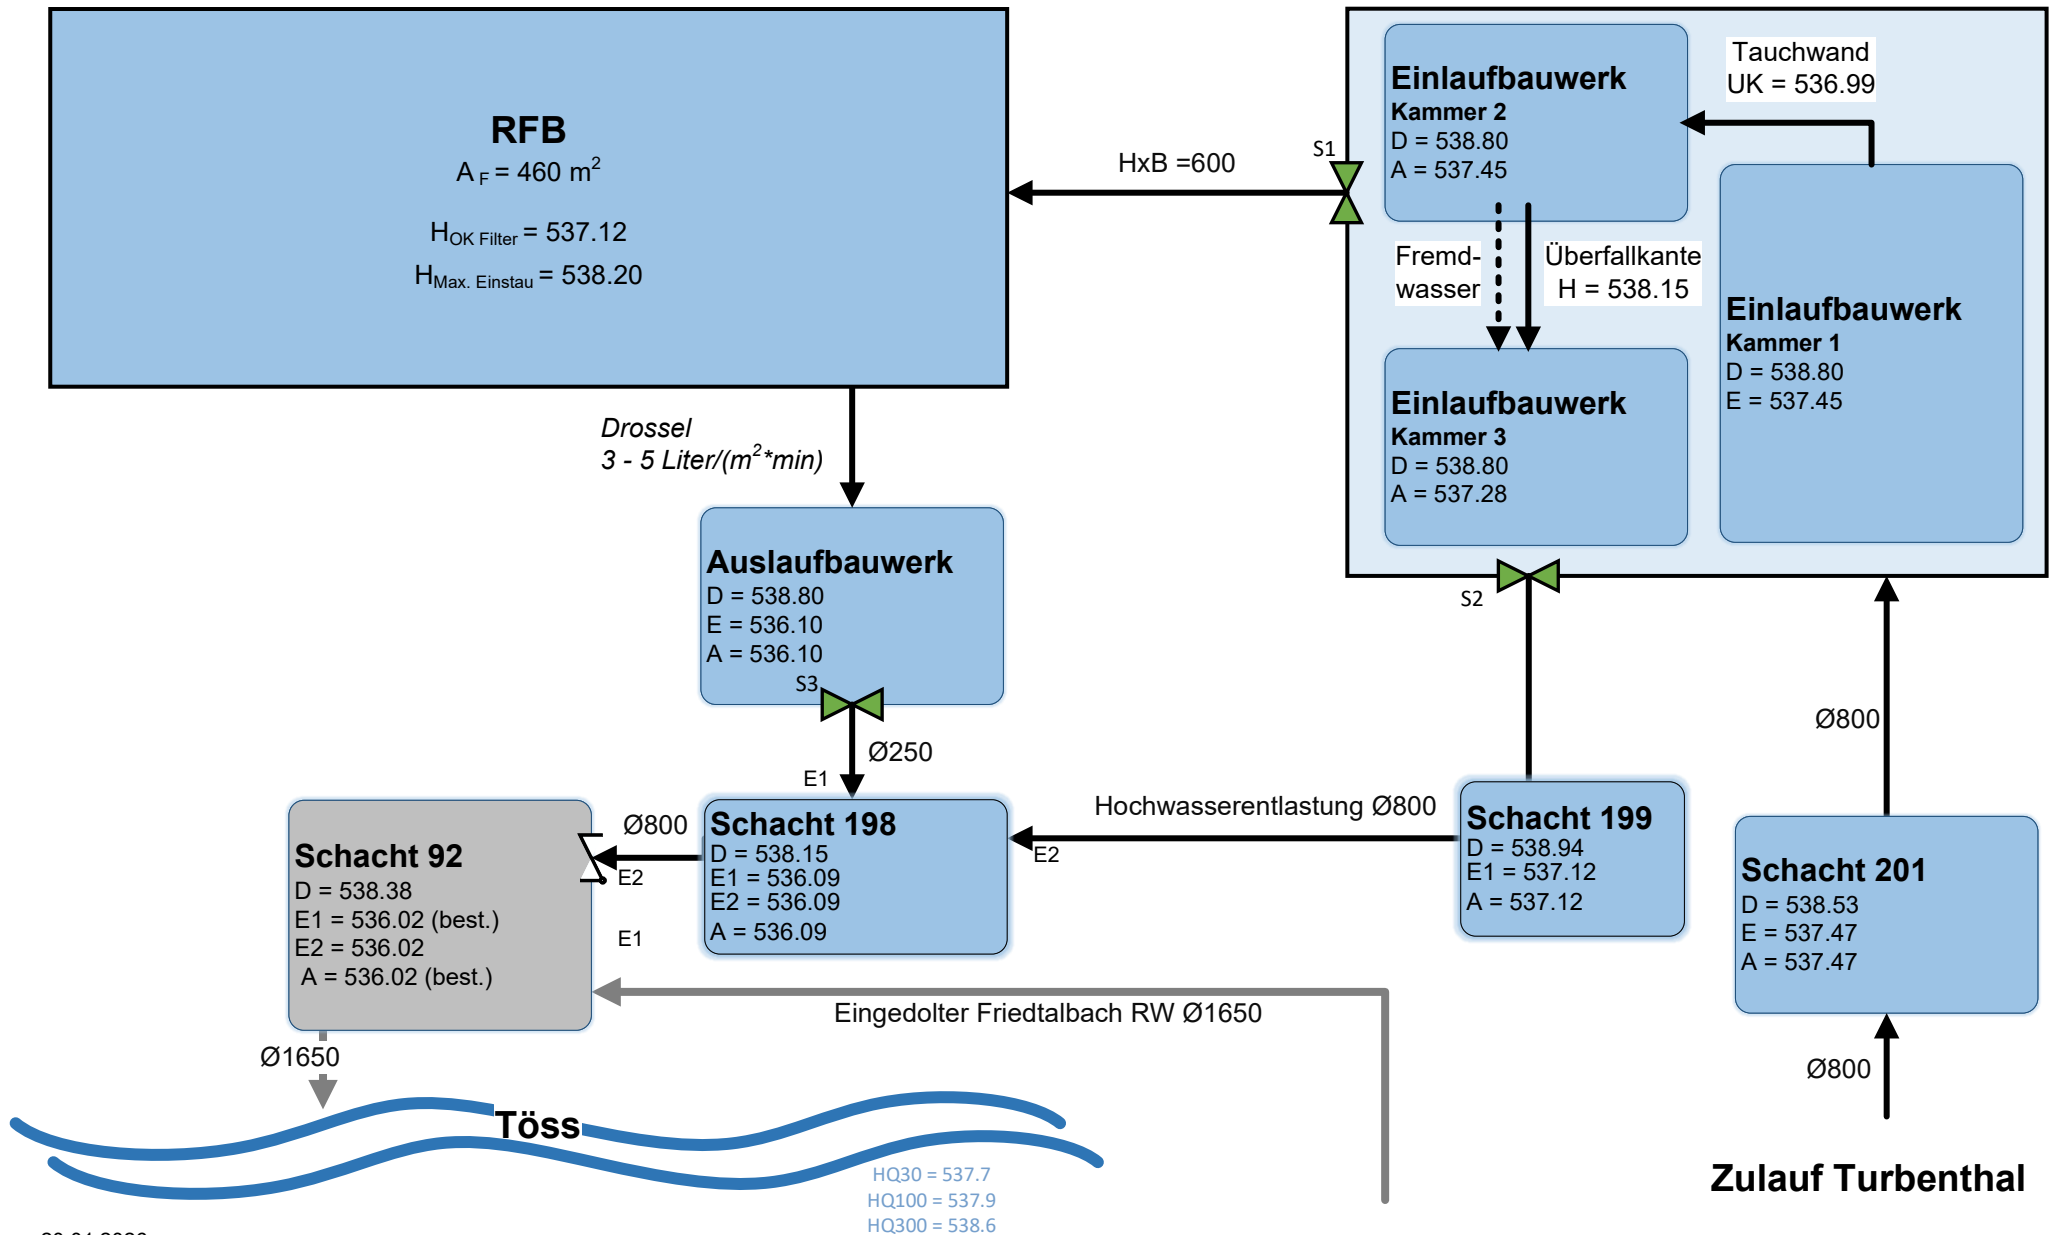 RFB
A F = 460 m²
H OK Filter = 537.12
H Max. Einstau = 538.20
HxB =600
S1
Einlaufbauwerk
Kammer 2
D = 538.80
A = 537.45
Tauchwand
UK = 536.99
Fremd-
wasser
Überfallkante
H = 538.15
Einlaufbauwerk
Kammer 1
D = 538.80
E = 537.45
Einlaufbauwerk
Kammer 3
D = 538.80
A = 537.28
S2
Drossel
3 - 5 Liter/(m²*min)
Auslaufbauwerk
D = 538.80
E = 536.10
A = 536.10
S3
Ø250
E1
Ø800
Schacht 92
D = 538.38
E1 = 536.02 (best.)
E2 = 536.02
A = 536.02 (best.)
Ø800
E2
E1
Schacht 198
D = 538.15
E1 = 536.09
E2 = 536.09
A = 536.09
Hochwasserentlastung Ø800
E2
Schacht 199
D = 538.94
E1 = 537.12
A = 537.12
Schacht 201
D = 538.53
E = 537.47
A = 537.47
Eingedolter Friedtalbach RW Ø1650
Ø1650
Ø800
Töss
HQ30 = 537.7
HQ100 = 537.9
HQ300 = 538.6
Zulauf Turbenthal